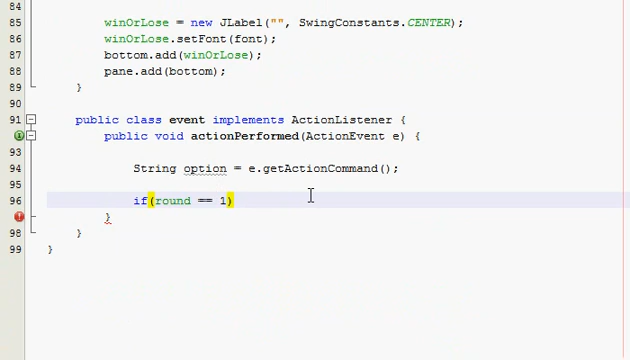 84
85 winOrLose = new JLabel("", SwingConstants.CENTER);
86 winOrLose.setFont(font);
87 bottom.add(winOrLose);
88 pane.add(bottom);
89 }
90
91 public class event implements ActionListener {
public void actionPerformed(ActionEvent e) {
93
94 String option = e.getActionCommand();
95
96 if(round == 1)
}
98 }
99 }